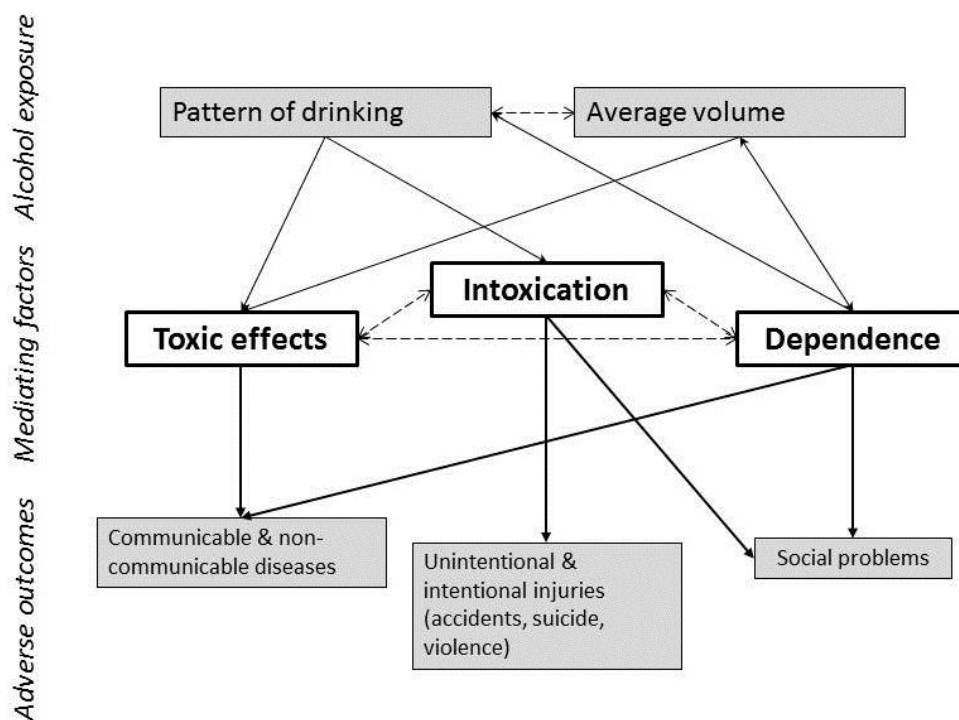 Alcohol exposure
Pattern of drinking
Average volume
Mediating factors
Intoxication
Toxic effects
Dependence
Adverse outcomes
Communicable & non-
communicable diseases
Unintentional &
intentional injuries
(accidents, suicide,
violence)
Social problems